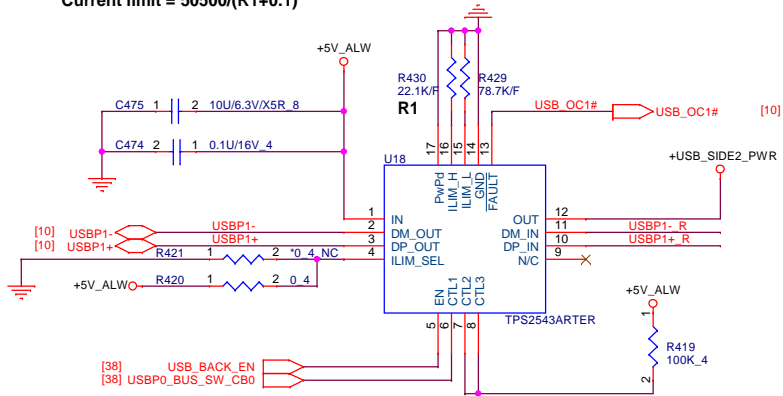 Current limit = 50500/(R1+0.1)
+5V_ALW
R430
22.1K/F
R429
78.7K/F
R1
C475 1 2 10U/6.3V/X5R_8
C474 2 1 0.1U/16V_4
USB_OC1# USB_OC1# [10]
+USB_SIDE2_PWR
U18
17 16 15 14 13
PwPd ILIM_H ILIM_L GND FAULT
1 IN
2 DM_OUT
3 DP_OUT
4 ILIM_SEL
OUT 12
DM_IN 11
DP_IN 10
N/C 9
[10] USBP1- USBP1-
[10] USBP1+ USBP1+
USBP1-_R
USBP1+_R
R421 1 2 *0_4_NC
+5V_ALW R420 1 2 0_4
EN CTL1 CTL2 CTL3
5 6 7 8
TPS2543ARTER
+5V_ALW
1
R419
100K_4
2
[38] USB_BACK_EN
[38] USBP0_BUS_SW_CB0